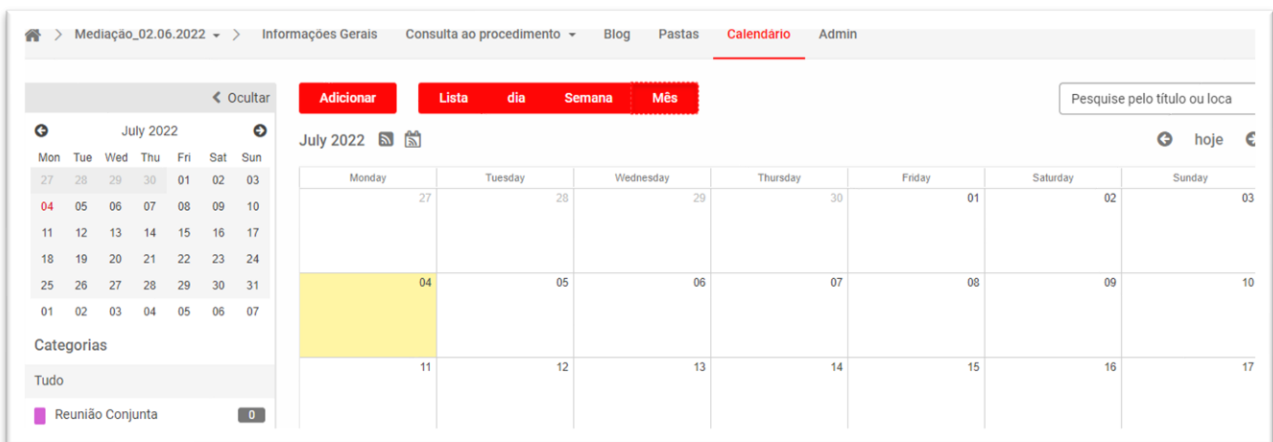 Mediação_02.06.2022 Informações Gerais Consulta ao procedimento Blog Pastas Calendário Admin
Ocultar
July 2022
Mon Tue Wed Thu Fri Sat Sun
27 28 29 30 01 02 03
04 05 06 07 08 09 10
11 12 13 14 15 16 17
18 19 20 21 22 23 24
25 26 27 28 29 30 31
01 02 03 04 05 06 07
Categorias
Tudo
Reunião Conjunta 0
Adicionar Lista dia Semana Mês
Pesquise pelo título ou loca
July 2022 hoje
Monday Tuesday Wednesday Thursday Friday Saturday Sunday
27 28 29 30 01 02 03
04 05 06 07 08 09 10
11 12 13 14 15 16 17